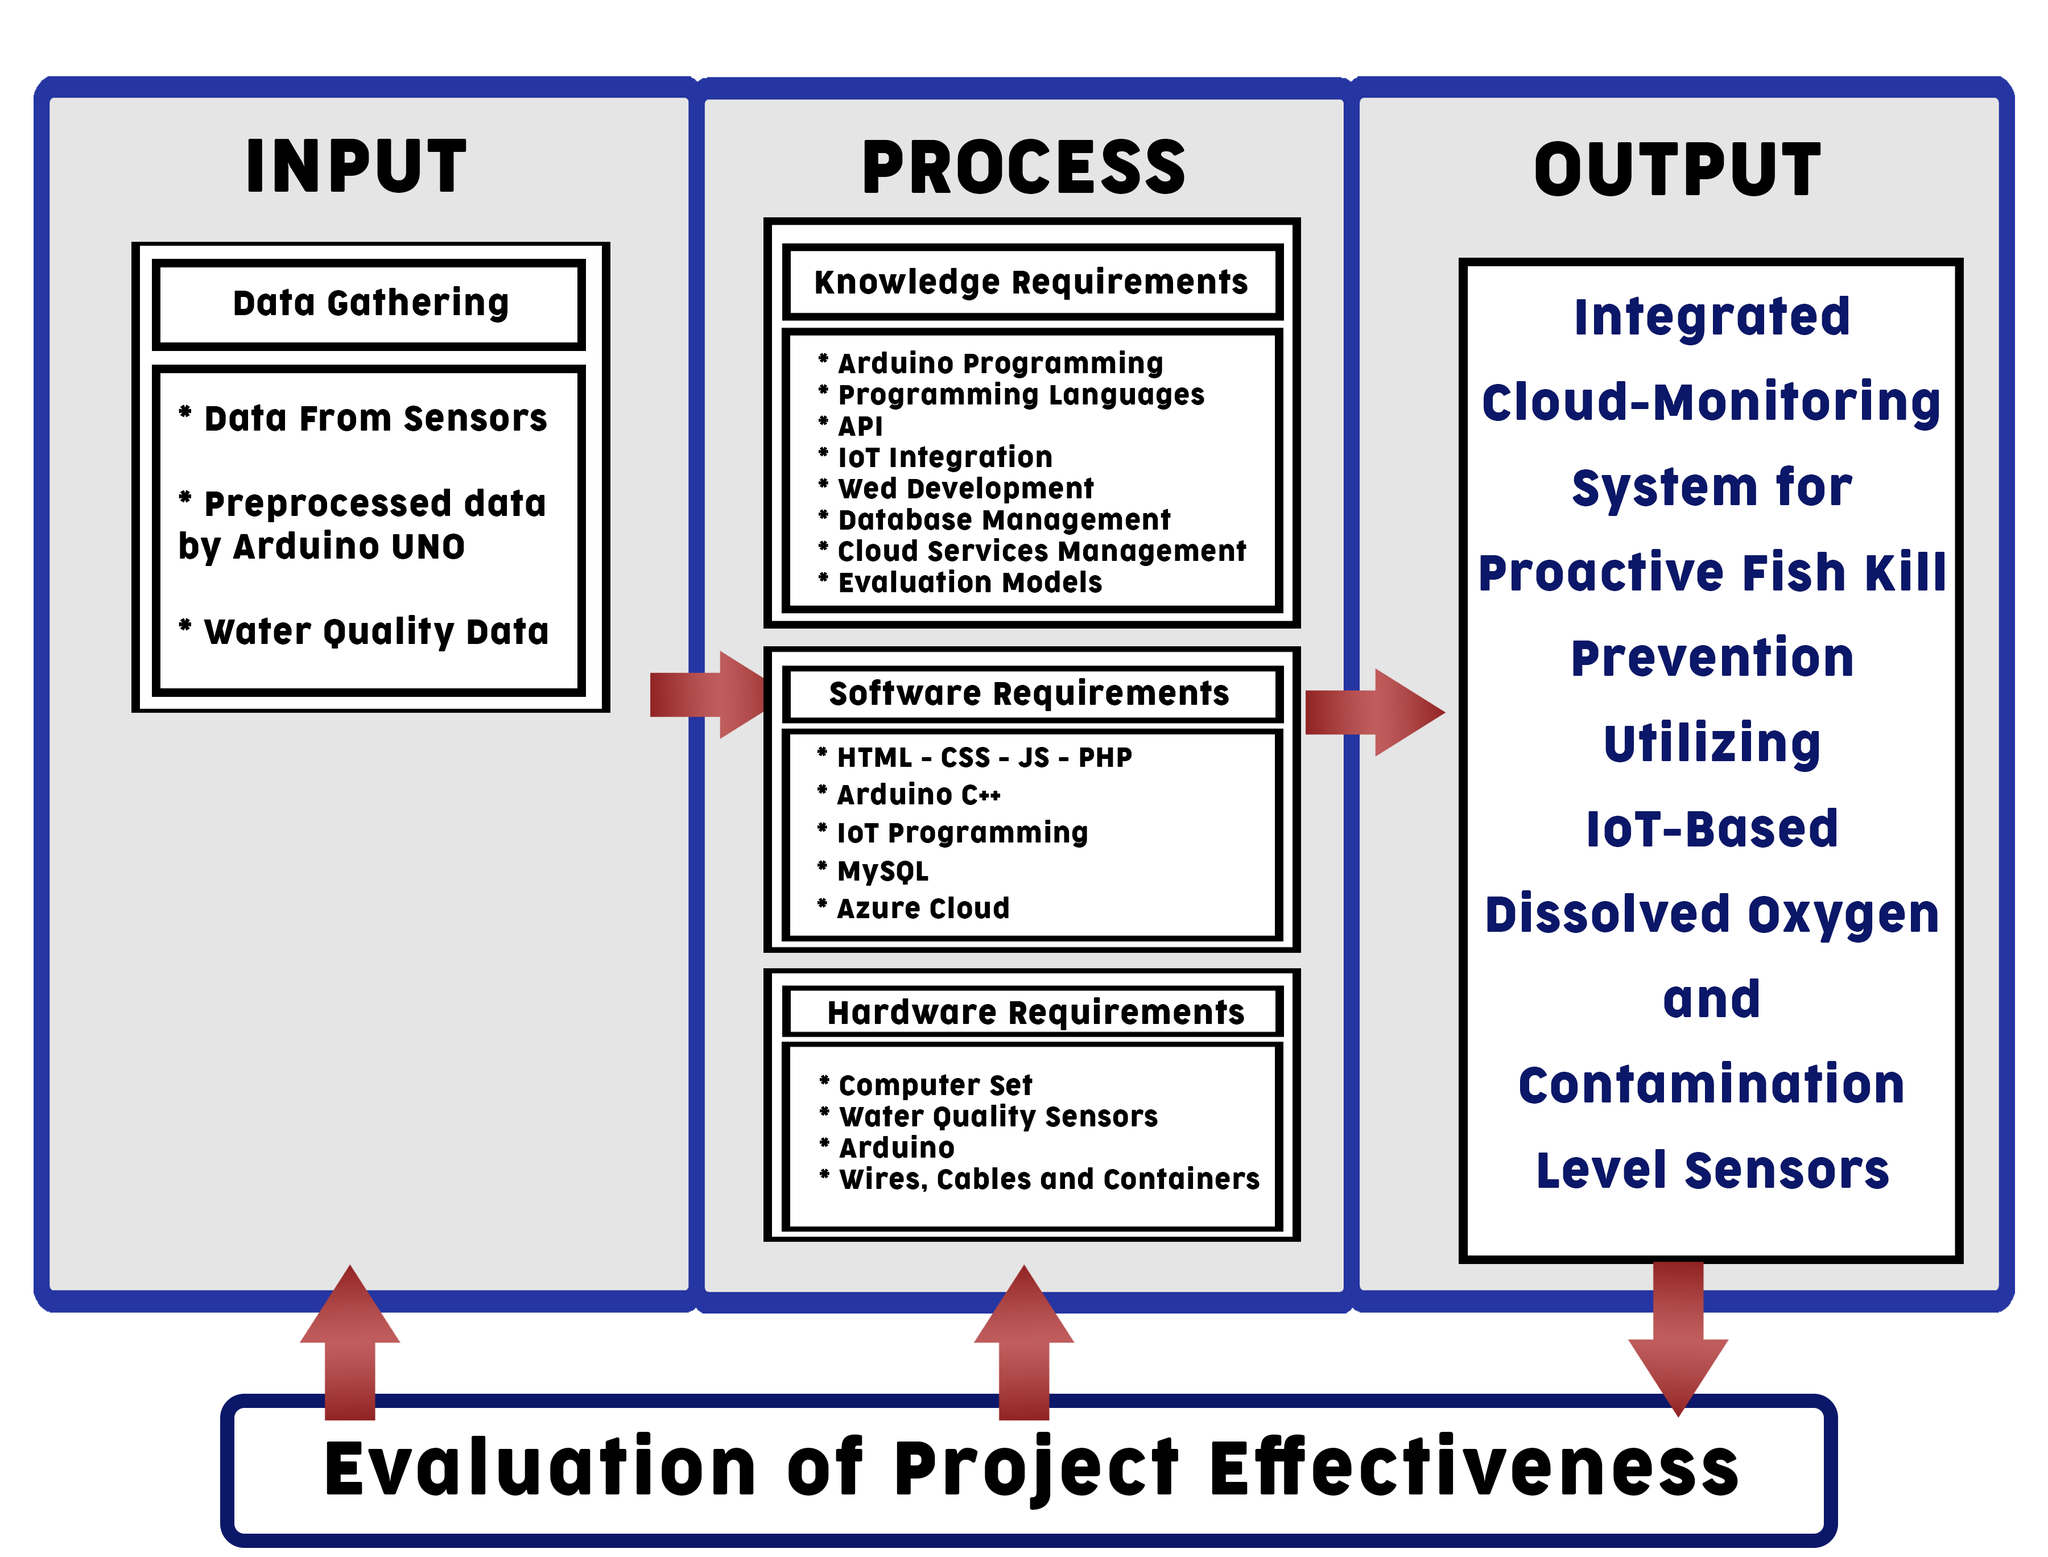 INPUT
Data Gathering
* Data From Sensors
* Preprocessed data
by Arduino UNO
* Water Quality Data
PROCESS
Knowledge Requirements
* Arduino Programming
* Programming Languages
* API
* IoT Integration
* Wed Development
* Database Management
* Cloud Services Management
* Evaluation Models
Software Requirements
* HTML - CSS - JS - PHP
* Arduino C++
* IoT Programming
* MySQL
* Azure Cloud
Hardware Requirements
* Computer Set
* Water Quality Sensors
* Arduino
* Wires, Cables and Containers
OUTPUT
Integrated
Cloud-Monitoring
System for
Proactive Fish Kill
Prevention
Utilizing
IoT-Based
Dissolved Oxygen
and
Contamination
Level Sensors
Evaluation of Project Effectiveness